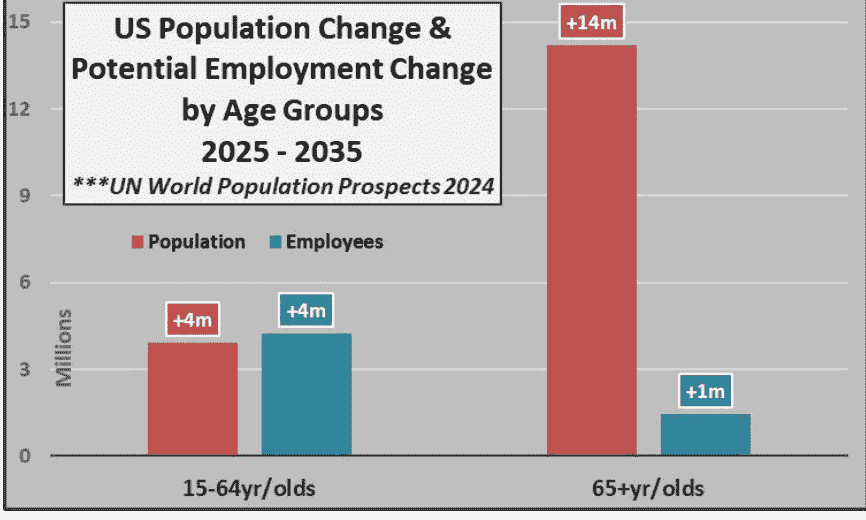 US Population Change &
Potential Employment Change
by Age Groups
2025 - 2035
***UN World Population Prospects 2024
Population
Employees
Millions
15
12
9
6
3
0
+4m
+4m
+14m
+1m
15-64yr/olds
65+yr/olds